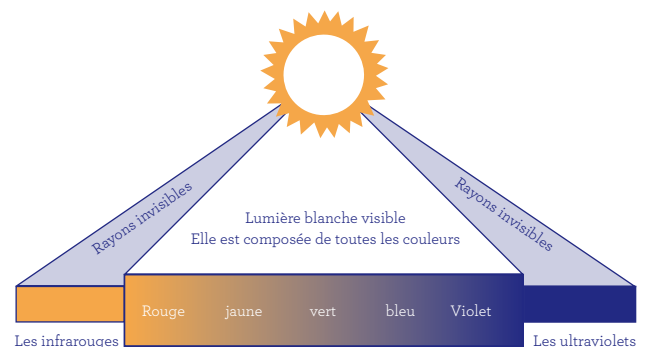 Rayons invisibles
Rayons invisibles
Lumière blanche visible
Elle est composée de toutes les couleurs
Rouge jaune vert bleu Violet
Les infrarouges
Les ultraviolets